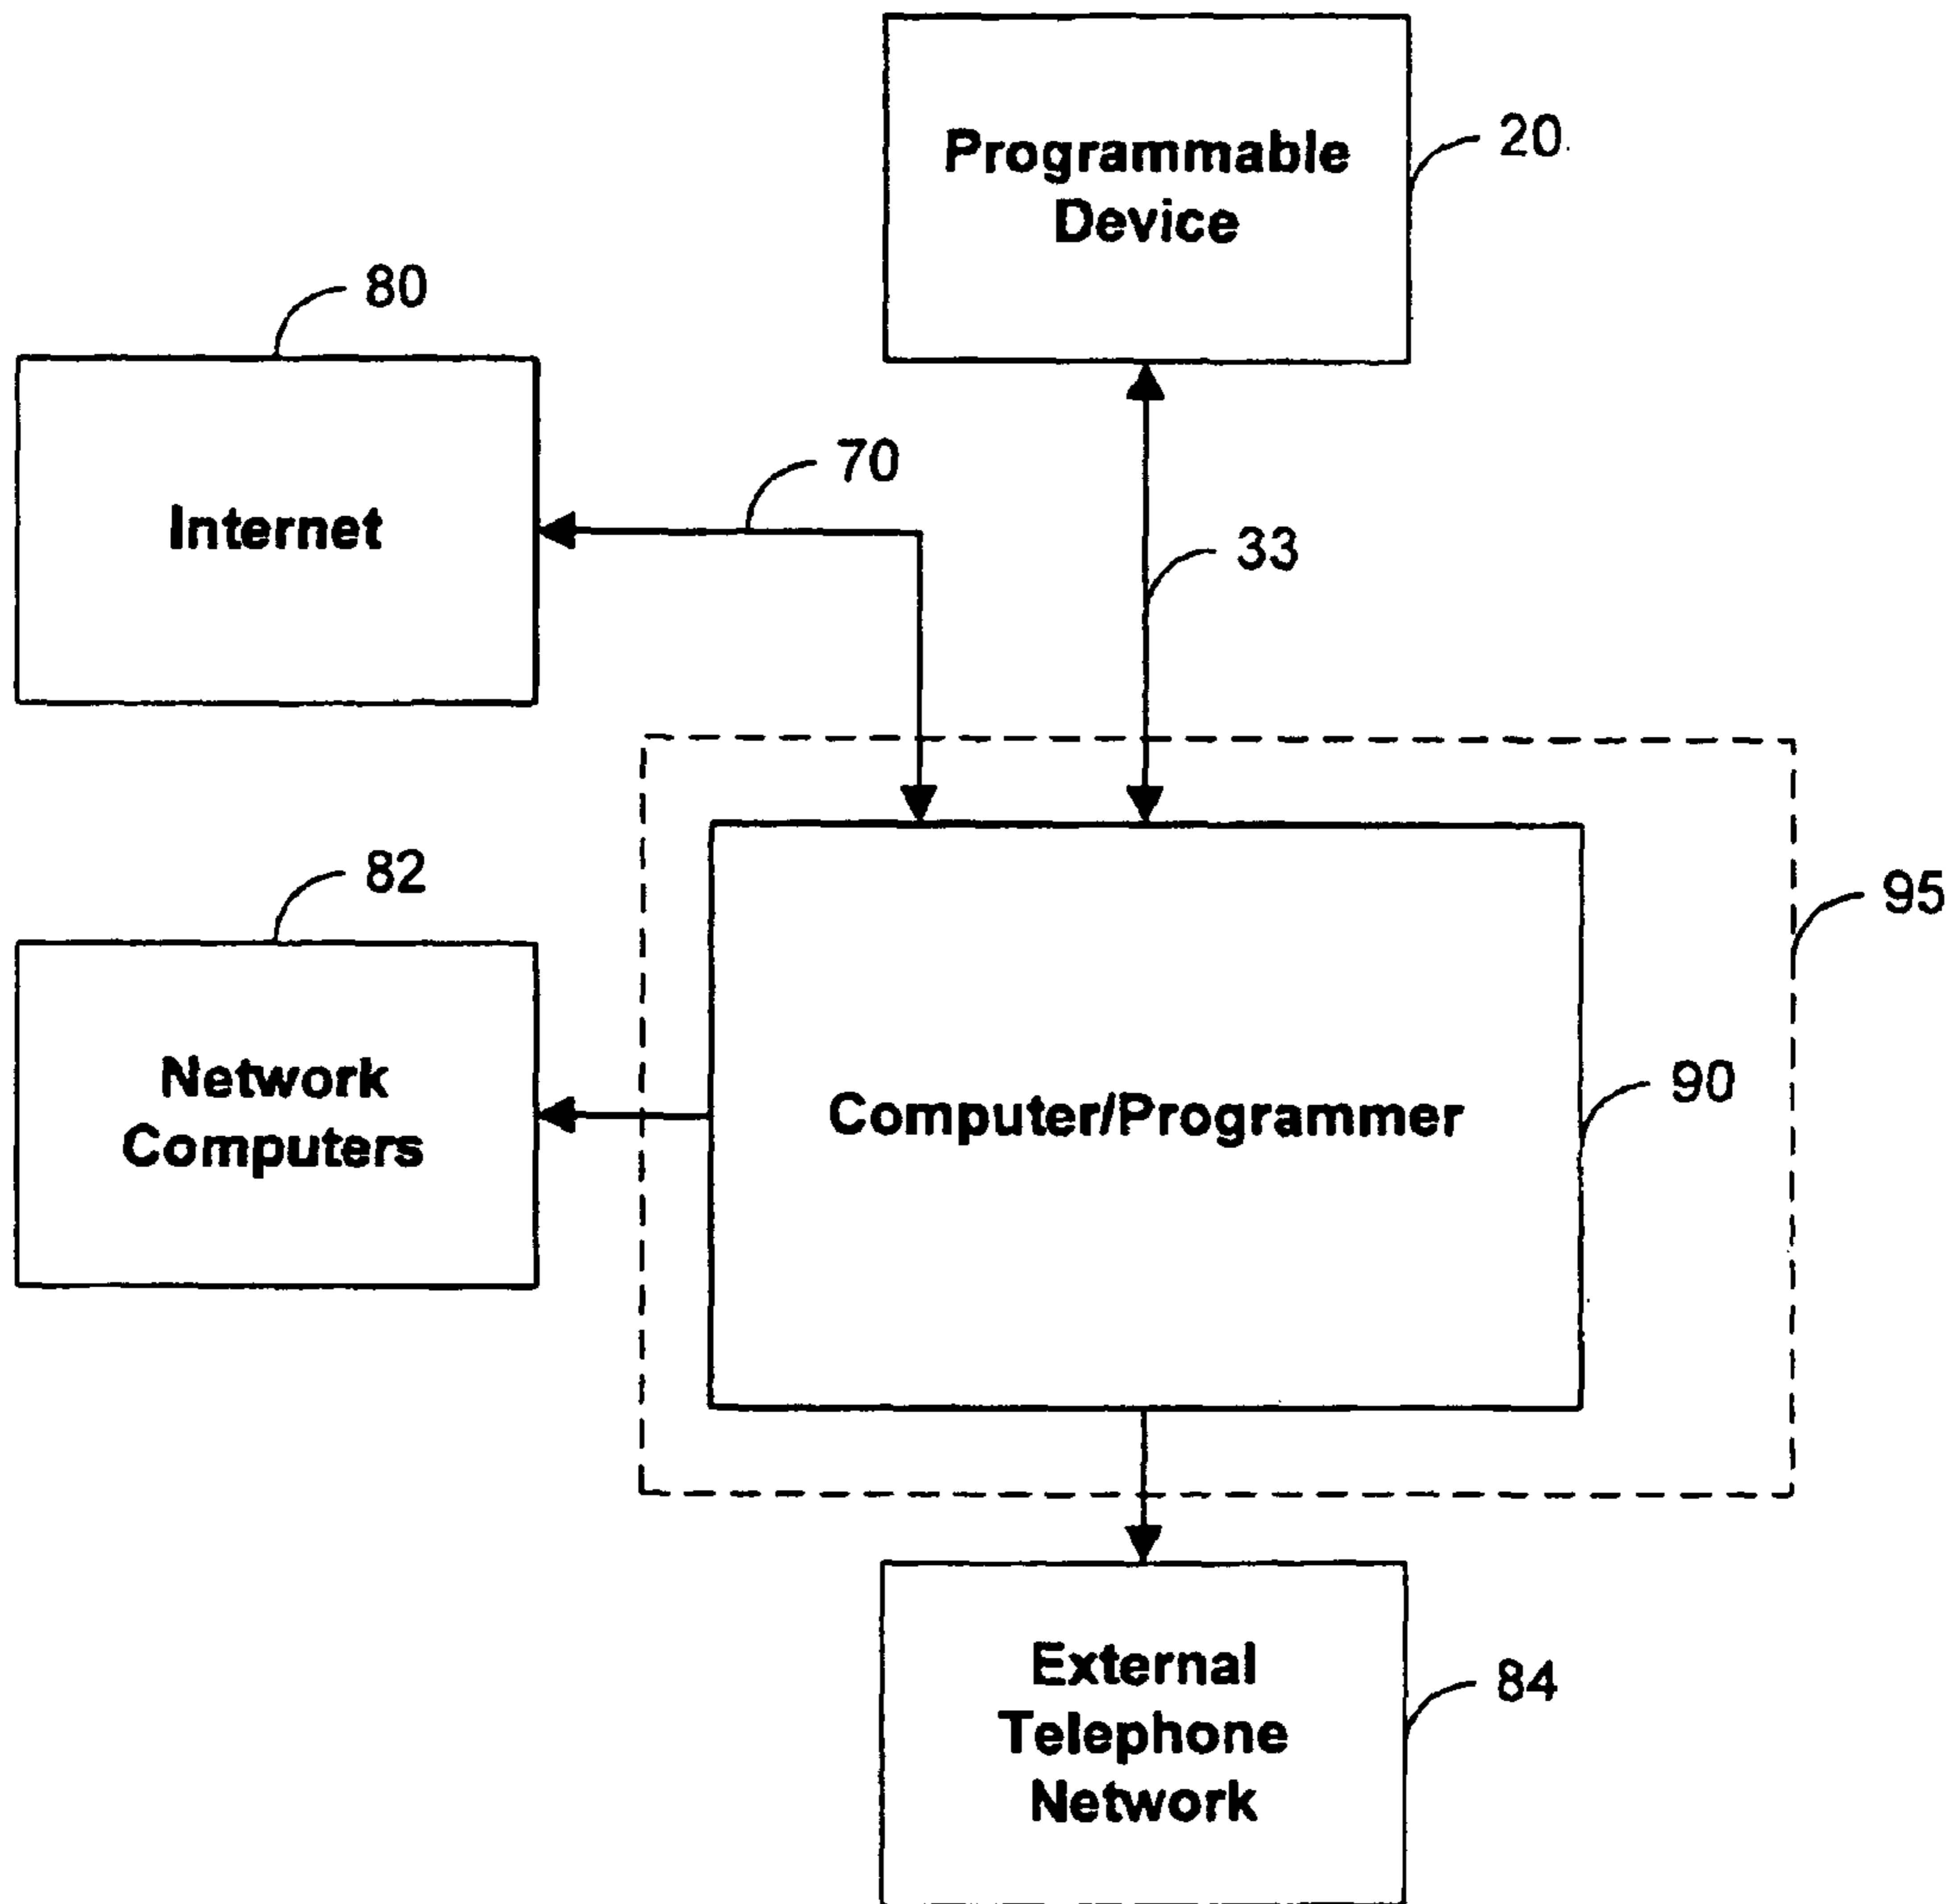 Programmable
Device
20
80
Internet
70
33
82
Network
Computers
95
Computer/Programmer
90
External
Telephone
Network
84